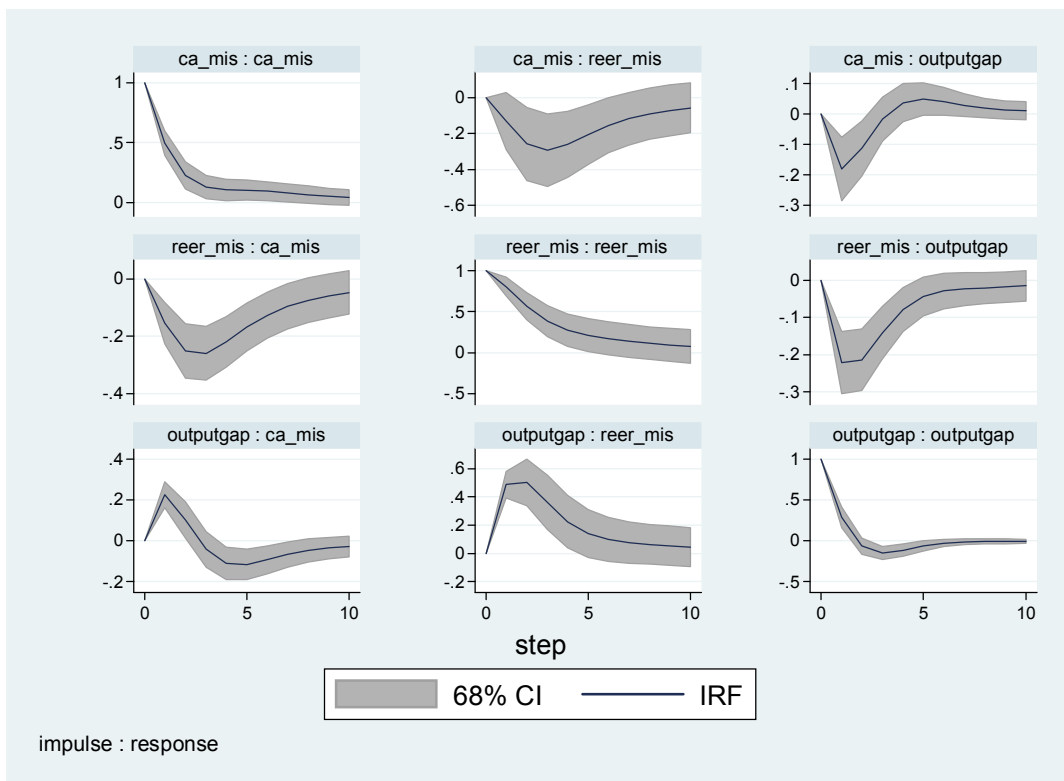 ca_mis : ca_mis
ca_mis : reer_mis
ca_mis : outputgap
1
.5
0
0
-.2
-.4
-.6
.1
0
-.1
-.2
-.3
reer_mis : ca_mis
reer_mis : reer_mis
reer_mis : outputgap
0
-.2
-.4
1
.5
0
-.5
0
-.1
-.2
-.3
outputgap : ca_mis
outputgap : reer_mis
outputgap : outputgap
.4
.2
0
-.2
.6
.4
.2
0
-.2
1
.5
0
-.5
0 5 10
0 5 10
0 5 10
step
68% CI IRF
impulse : response